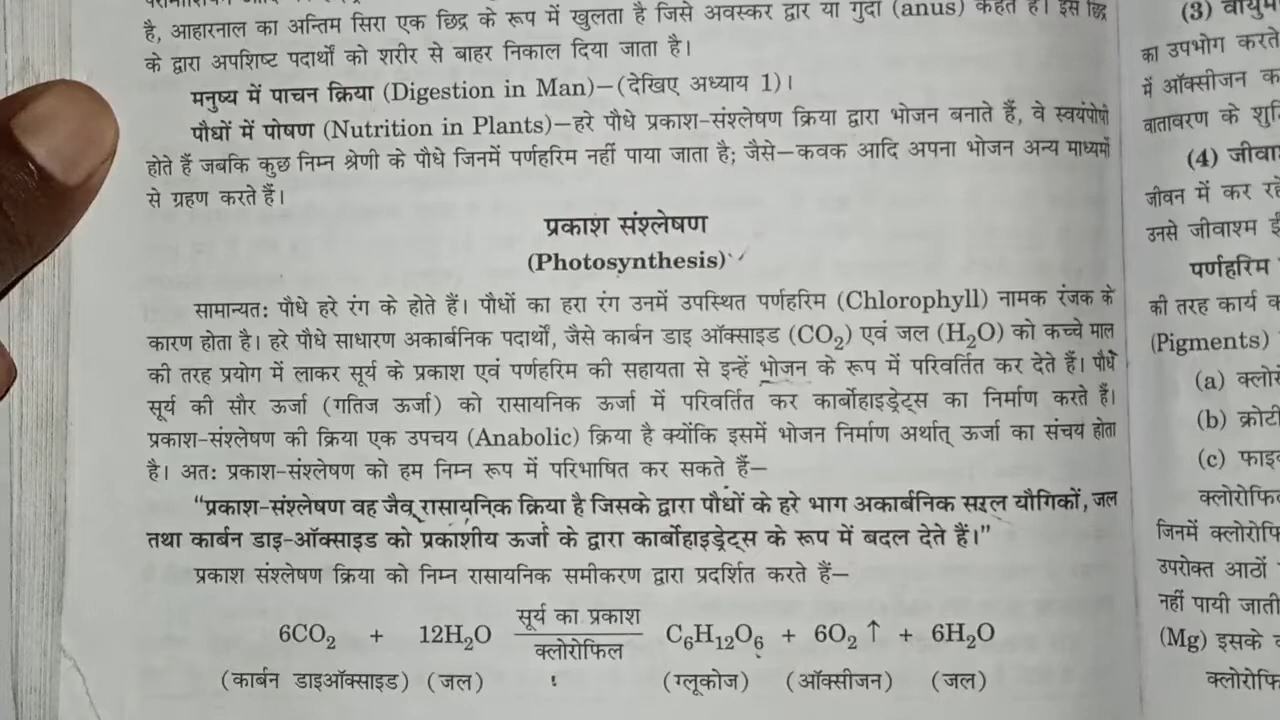 है, आहारनाल का अन्तिम सिरा एक छिद्र के रूप में खुलता है जिसे अवस्कर द्वार या गुदा (anus) कहते हैं। इस छिद्र
के द्वारा अपशिष्ट पदार्थों को शरीर से बाहर निकाल दिया जाता है।
मनुष्य में पाचन क्रिया (Digestion in Man)–(देखिए अध्याय 1)।
पौधों में पोषण (Nutrition in Plants)–हरे पौधे प्रकाश-संश्लेषण क्रिया द्वारा भोजन बनाते हैं, वे स्वयंपोषी
होते हैं जबकि कुछ निम्न श्रेणी के पौधे जिनमें पर्णहरिम नहीं पाया जाता है; जैसे–कवक आदि अपना भोजन अन्य माध्यमों
से ग्रहण करते हैं।
प्रकाश संश्लेषण
(Photosynthesis)
सामान्यतः पौधे हरे रंग के होते हैं। पौधों का हरा रंग उनमें उपस्थित पर्णहरिम (Chlorophyll) नामक रंजक के
कारण होता है। हरे पौधे साधारण अकार्बनिक पदार्थों, जैसे कार्बन डाइ ऑक्साइड (CO₂) एवं जल (H₂O) को कच्चे माल
की तरह प्रयोग में लाकर सूर्य के प्रकाश एवं पर्णहरिम की सहायता से इन्हें भोजन के रूप में परिवर्तित कर देते हैं। पौधे
सूर्य की सौर ऊर्जा (गतिज ऊर्जा) को रासायनिक ऊर्जा में परिवर्तित कर कार्बोहाइड्रेट्स का निर्माण करते हैं।
प्रकाश-संश्लेषण की क्रिया एक उपचय (Anabolic) क्रिया है क्योंकि इसमें भोजन निर्माण अर्थात् ऊर्जा का संचय होता
है। अतः प्रकाश-संश्लेषण को हम निम्न रूप में परिभाषित कर सकते हैं–
“प्रकाश-संश्लेषण वह जैव रासायनिक क्रिया है जिसके द्वारा पौधों के हरे भाग अकार्बनिक सरल यौगिकों, जल
तथा कार्बन डाइ-ऑक्साइड को प्रकाशीय ऊर्जा के द्वारा कार्बोहाइड्रेट्स के रूप में बदल देते हैं।”
प्रकाश संश्लेषण क्रिया को निम्न रासायनिक समीकरण द्वारा प्रदर्शित करते हैं–
सूर्य का प्रकाश
6CO₂ + 12H₂O C₆H₁₂O₆ + 6O₂ ↑ + 6H₂O
क्लोरोफिल
(कार्बन डाइऑक्साइड) (जल) (ग्लूकोज) (ऑक्सीजन) (जल)
(3)
का उपभोग करते
में ऑक्सीजन
वातावरण के
(4)
जीवन में कर
उनसे जीवाश्म
पर्णहरिम
की तरह कार्य
(Pigments)
(a)
(b)
(c)
जिनमें
उपरोक्त आठों
नहीं पायी जाती
(Mg) इसके